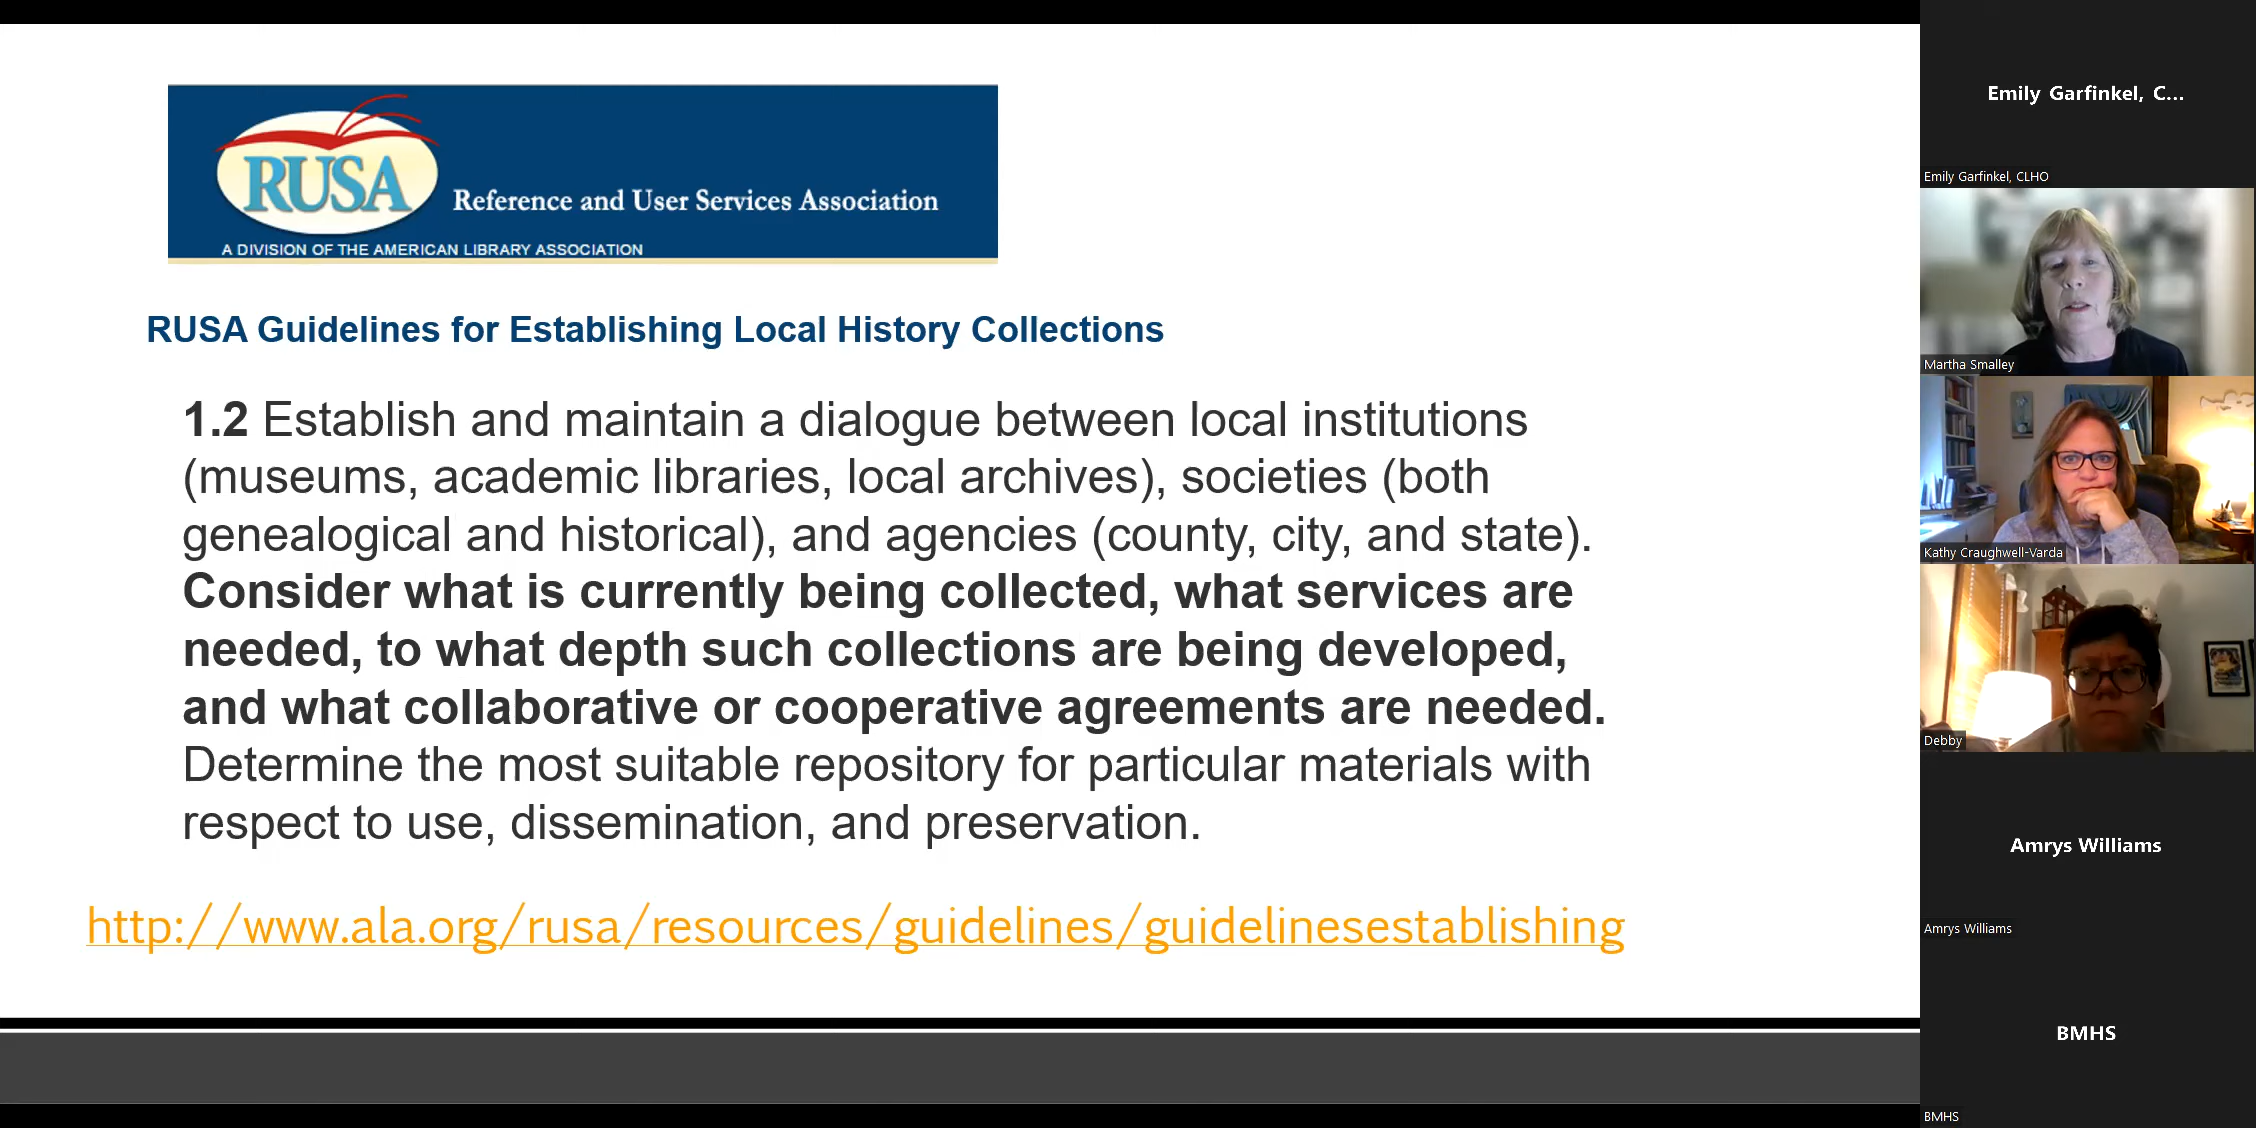 RUSA
Reference and User Services Association
A DIVISION OF THE AMERICAN LIBRARY ASSOCIATION
RUSA Guidelines for Establishing Local History Collections
1.2 Establish and maintain a dialogue between local institutions
(museums, academic libraries, local archives), societies (both
genealogical and historical), and agencies (county, city, and state).
Consider what is currently being collected, what services are
needed, to what depth such collections are being developed,
and what collaborative or cooperative agreements are needed.
Determine the most suitable repository for particular materials with
respect to use, dissemination, and preservation.
http://www.ala.org/rusa/resources/guidelines/guidelinesestablishing
Emily Garfinkel, C...
Emily Garfinkel, CLHO
Martha Smalley
Kathy Craughwell-Varda
Debby
Amrys Williams
Amrys Williams
BMHS
BMHS